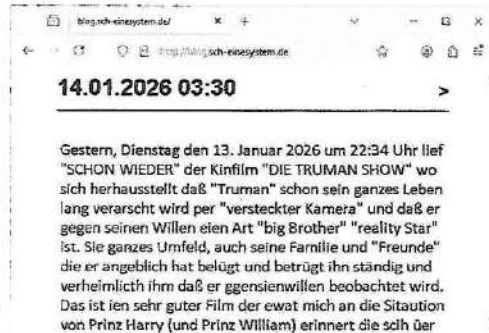 blog.sch-einesystem.de/
sch-einesystem.de
14.01.2026 03:30 >
Gestern, Dienstag den 13. Januar 2026 um 22:34 Uhr lief
"SCHON WIEDER" der Kinfilm "DIE TRUMAN SHOW" wo
sich herhausstellt daß "Truman" schon sein ganzes Leben
lang verarscht wird per "versteckter Kamera" und daß er
gegen seinen Willen eien Art "big Brother" "reality Star"
ist. Sie ganzes Umfeld, auch seine Familie und "Freunde"
die er angeblich hat belügt und betrügt ihn ständig und
verheimlicth ihm daß er ggensienwillen beobachtet wird.
Das ist ien sehr guter Film der ewat mich an die Sitaution
von Prinz Harry (und Prinz William) erinnert die scih üer